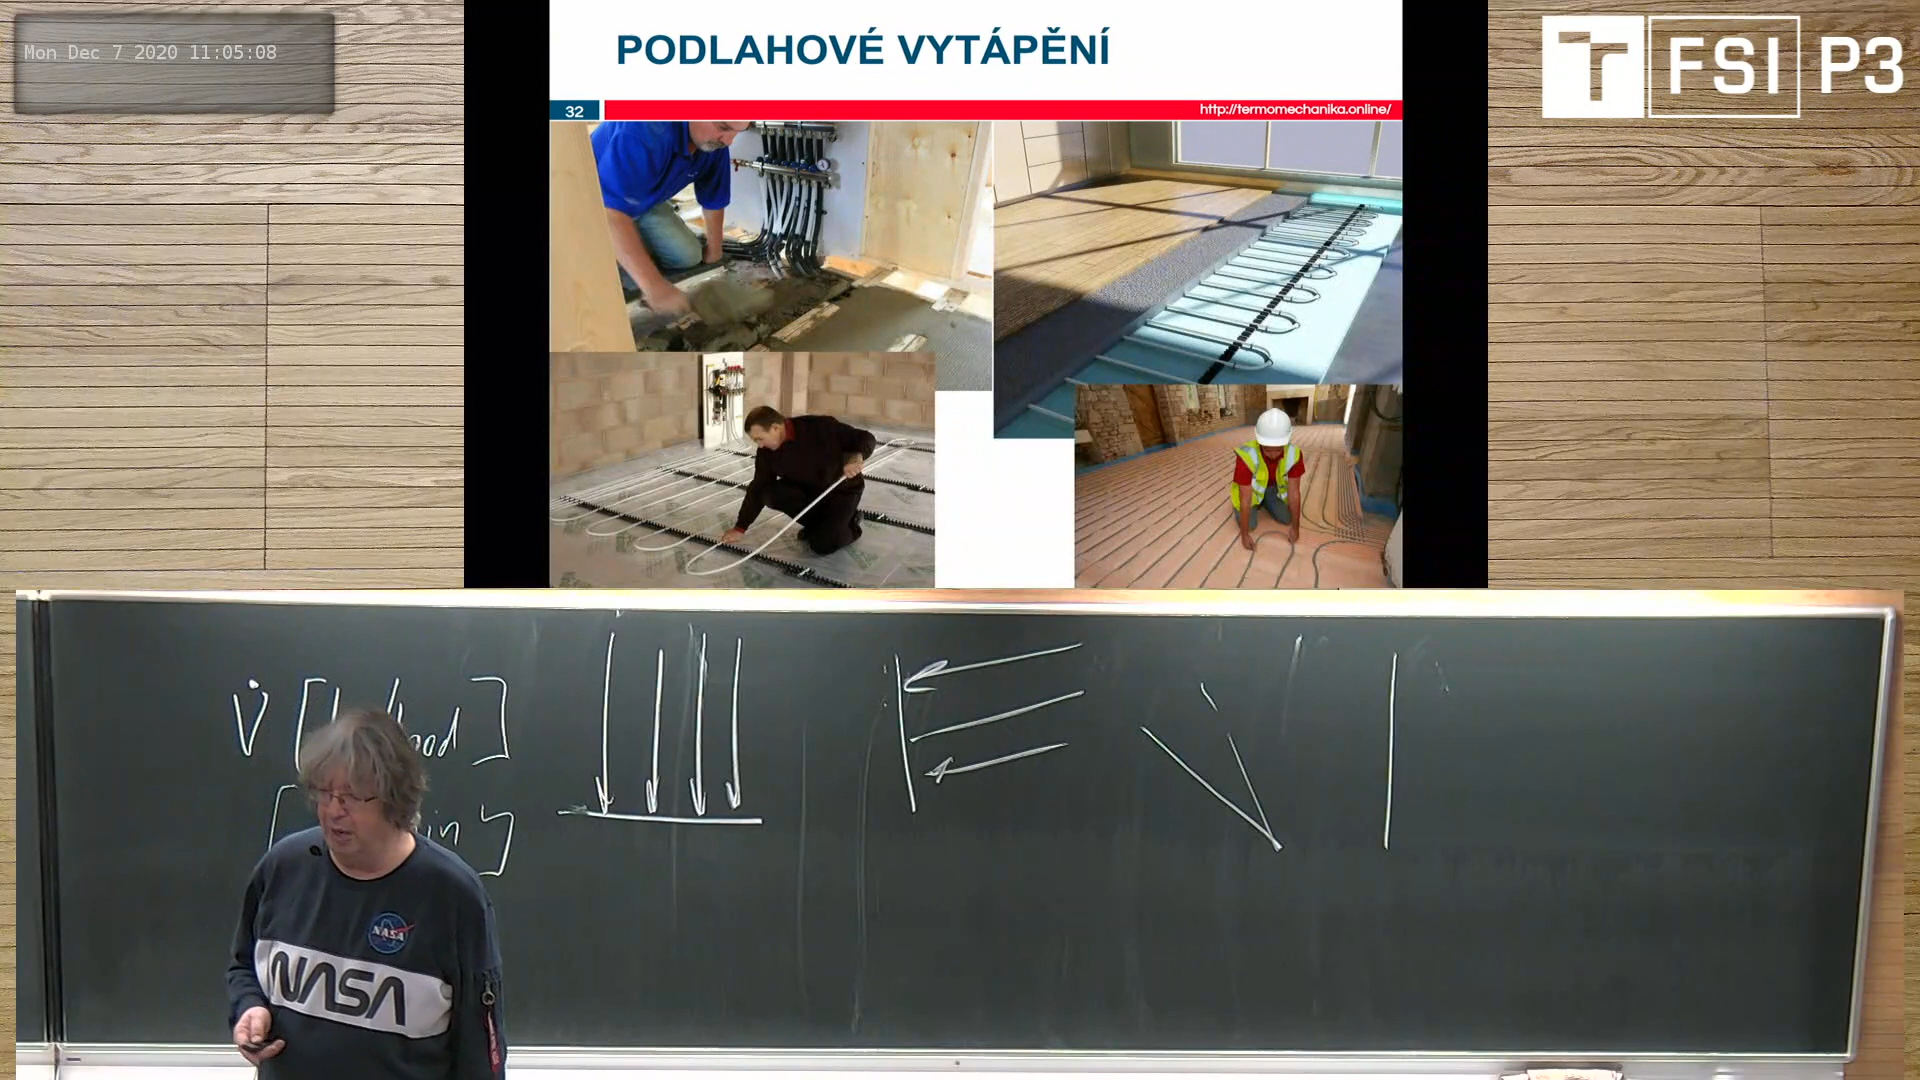 Mon Dec 7 2020 11:05:08
PODLAHOVÉ VYTÁPĚNÍ
FSI P3
32
http://termomechanika.online/
V̇ [
]
NASA
NASA